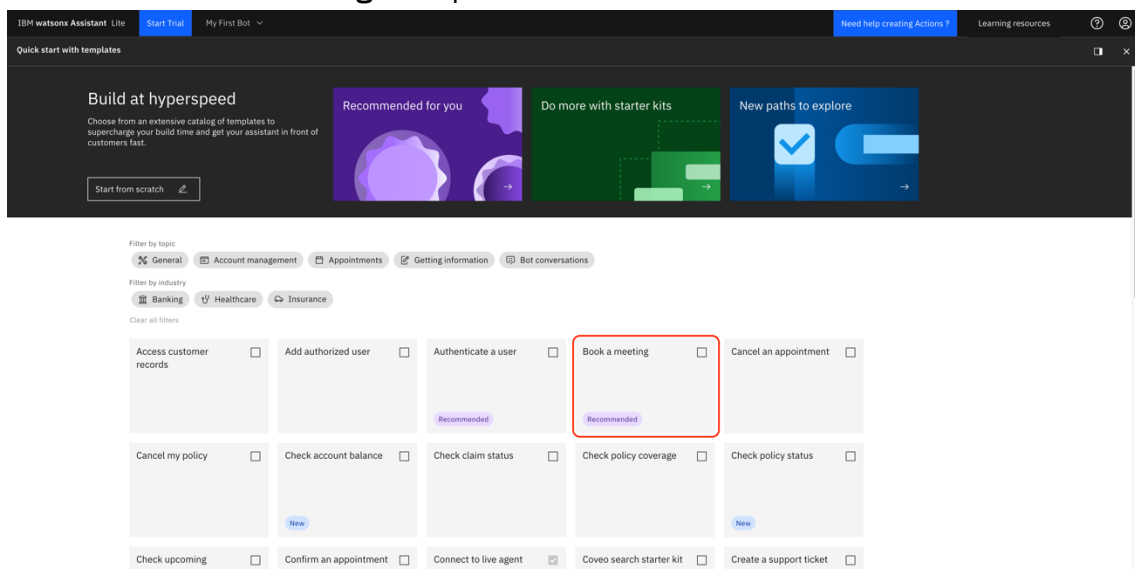 IBM watsonx Assistant Lite Start Trial My First Bot Need help creating Actions ? Learning resources
Quick start with templates
Build at hyperspeed
Choose from an extensive catalog of templates to
supercharge your build time and get your assistant in front of
customers fast.
Start from scratch
Recommended for you
Do more with starter kits
New paths to explore
Filter by topic
General Account management Appointments Getting information Bot conversations
Filter by industry
Banking Healthcare Insurance
Clear all filters
Access customer
records
Add authorized user
Authenticate a user
Recommended
Book a meeting
Recommended
Cancel an appointment
Cancel my policy
Check account balance
New
Check claim status
Check policy coverage
Check policy status
New
Check upcoming
Confirm an appointment
Connect to live agent
Coveo search starter kit
Create a support ticket